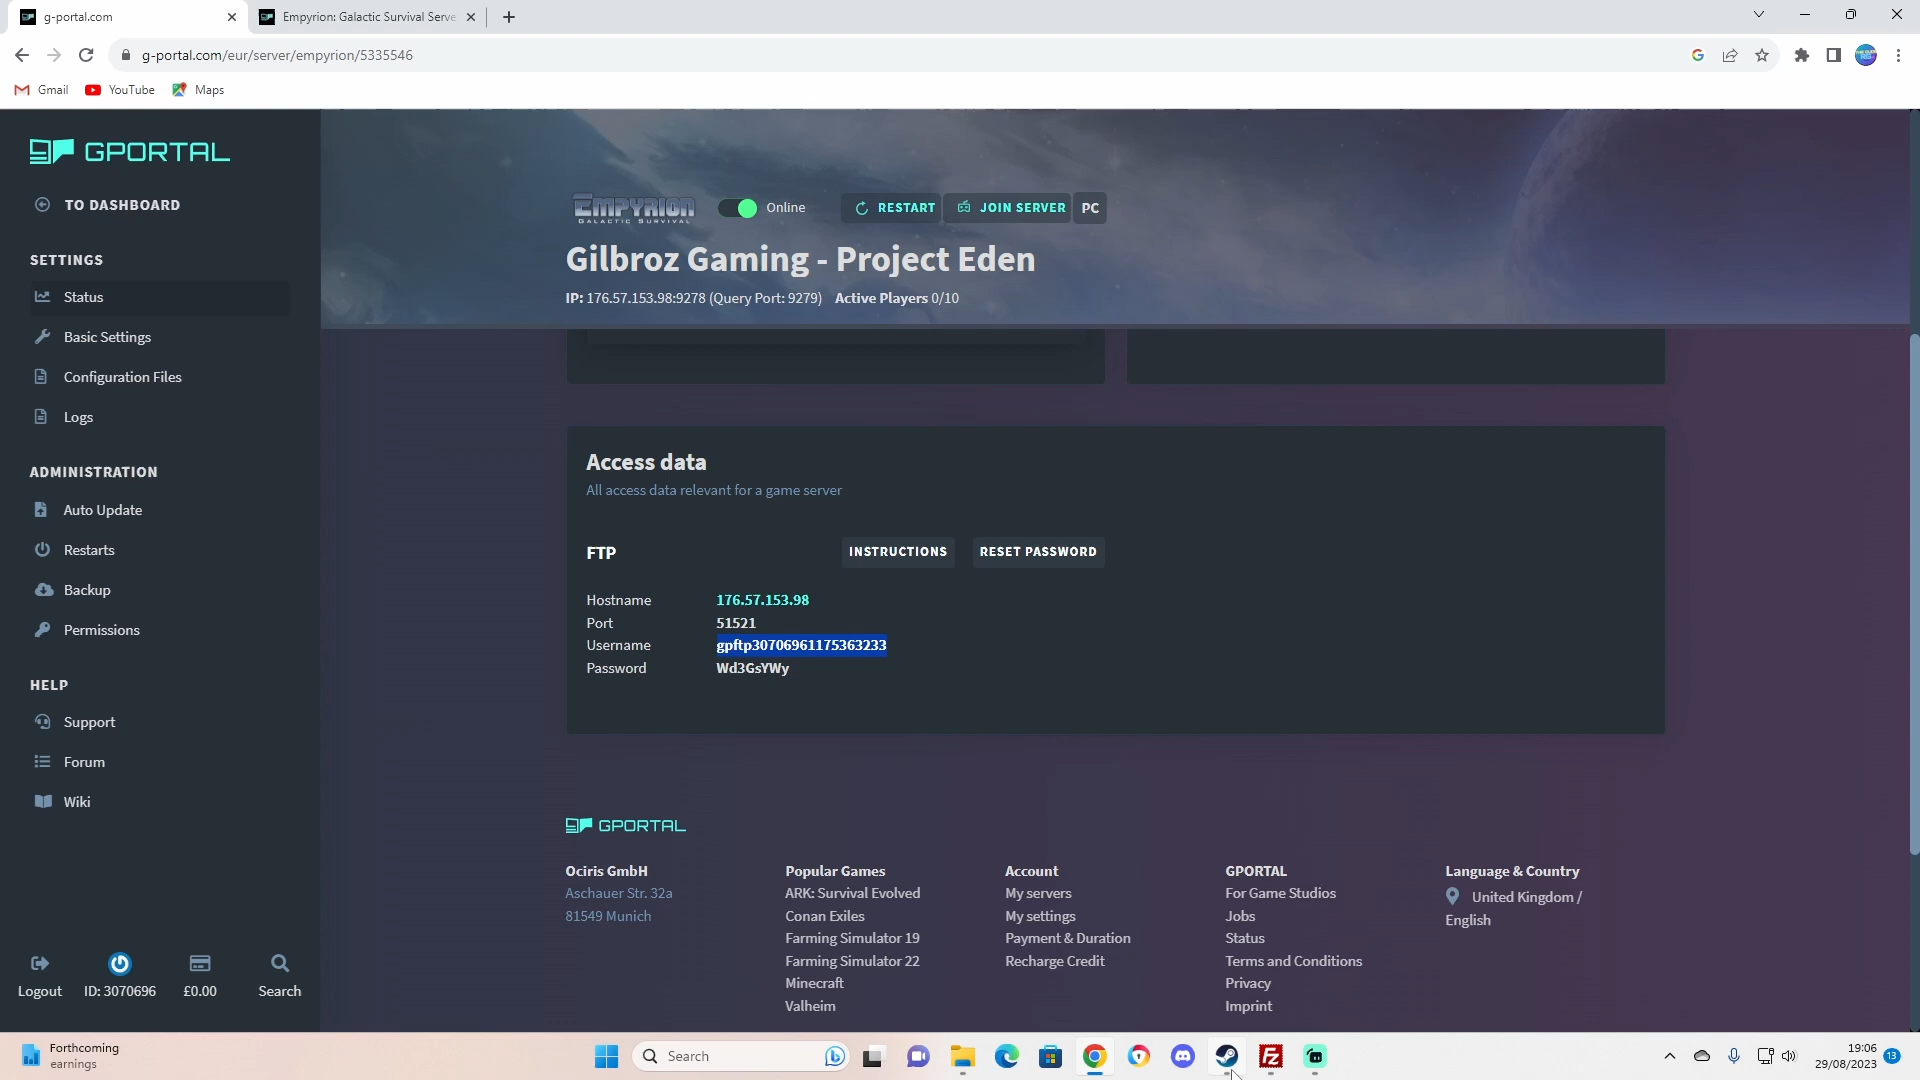 g-portal.com
Empyrion: Galactic Survival Serve
g-portal.com/eur/server/empyrion/5335546
Gmail
YouTube
Maps
GPORTAL
TO DASHBOARD
SETTINGS
Status
Basic Settings
Configuration Files
Logs
ADMINISTRATION
Auto Update
Restarts
Backup
Permissions
HELP
Support
Forum
Wiki
Logout
ID: 3070696
£0.00
Search
EMPYRION
GALACTIC SURVIVAL
Online
RESTART
JOIN SERVER
PC
Gilbroz Gaming - Project Eden
IP: 176.57.153.98:9278 (Query Port: 9279) Active Players 0/10
Access data
All access data relevant for a game server
FTP
INSTRUCTIONS
RESET PASSWORD
Hostname 176.57.153.98
Port 51521
Username gpftp30706961175363233
Password Wd3GsYWy
GPORTAL
Ociris GmbH
Aschauer Str. 32a
81549 Munich
Popular Games
ARK: Survival Evolved
Conan Exiles
Farming Simulator 19
Farming Simulator 22
Minecraft
Valheim
Account
My servers
My settings
Payment & Duration
Recharge Credit
GPORTAL
For Game Studios
Jobs
Status
Terms and Conditions
Privacy
Imprint
Language & Country
United Kingdom /
English
Forthcoming
earnings
Search
19:06
29/08/2023
13